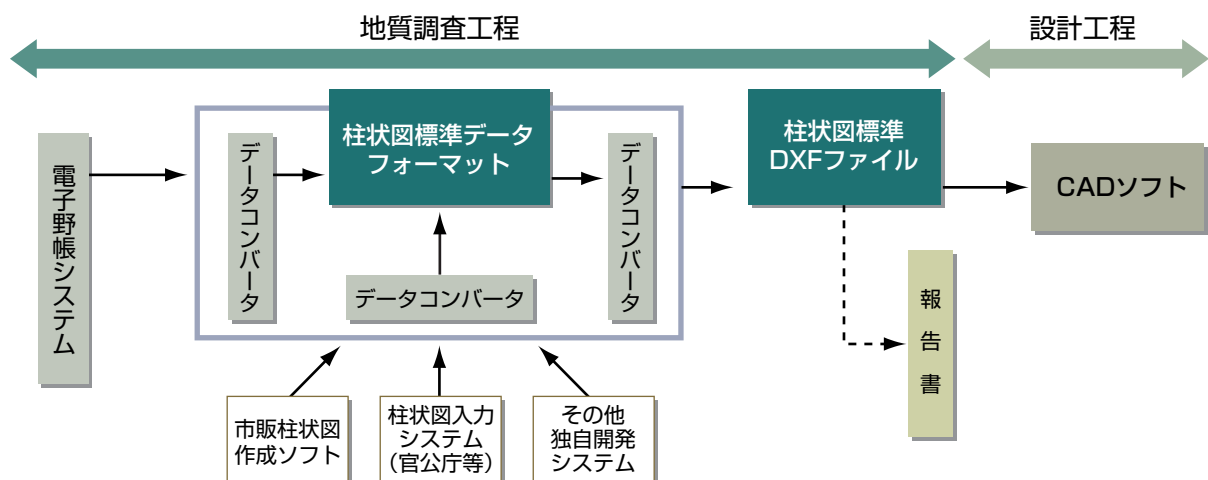 地質調査工程
設計工程
電子野帳システム
データコンバータ
柱状図標準データ
フォーマット
データコンバータ
データコンバータ
柱状図標準
DXFファイル
CADソフト
報告書
市販柱状図
作成ソフト
柱状図入力
システム
（官公庁等）
その他
独自開発
システム